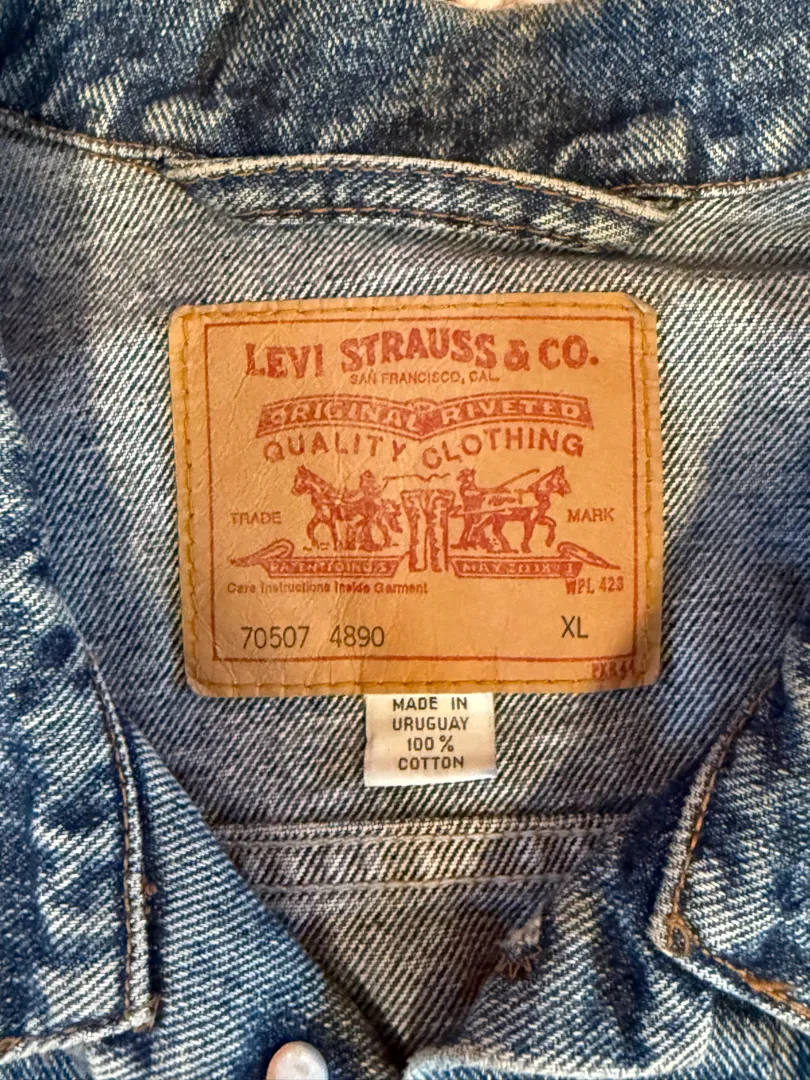 LEVI STRAUSS & CO.
SAN FRANCISCO, CAL.
ORIGINAL RIVETED
QUALITY CLOTHING
TRADE MARK
Care Instructions Inside Garment
WPL 423
70507 4890 XL
MADE IN
URUGUAY
100 %
COTTON